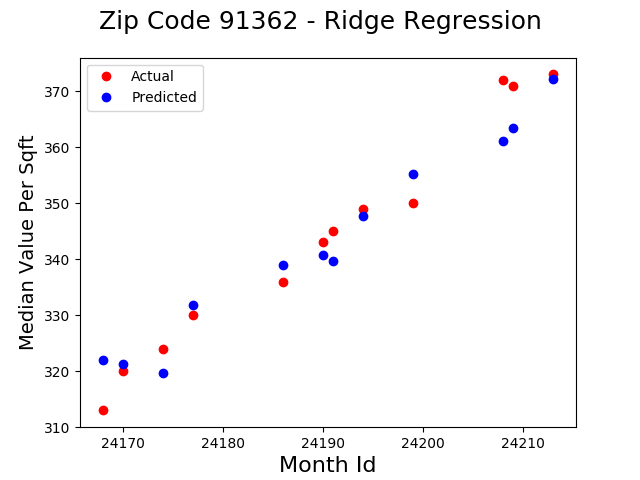 Zip Code 91362 - Ridge Regression
Actual
Predicted
Median Value Per Sqft
370
360
350
340
330
320
310
24170 24180 24190 24200 24210
Month Id